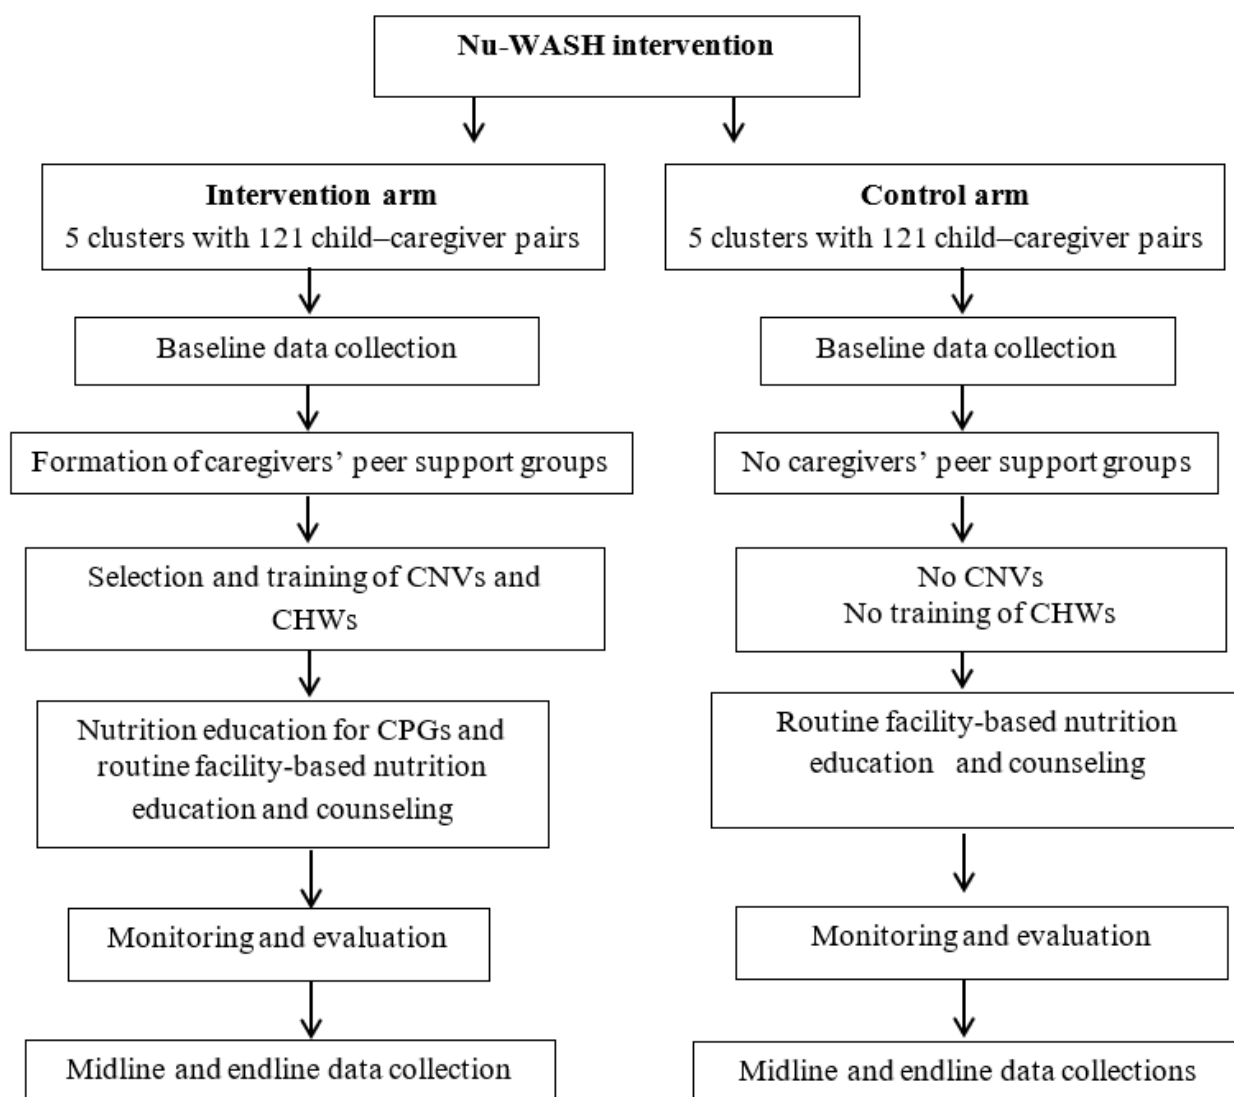 Nu-WASH intervention
Intervention arm
5 clusters with 121 child–caregiver pairs
Baseline data collection
Formation of caregivers’ peer support groups
Selection and training of CNVs and
CHWs
Nutrition education for CPGs and
routine facility-based nutrition
education and counseling
Monitoring and evaluation
Midline and endline data collection
Control arm
5 clusters with 121 child–caregiver pairs
Baseline data collection
No caregivers’ peer support groups
No CNVs
No training of CHWs
Routine facility-based nutrition
education and counseling
Monitoring and evaluation
Midline and endline data collections